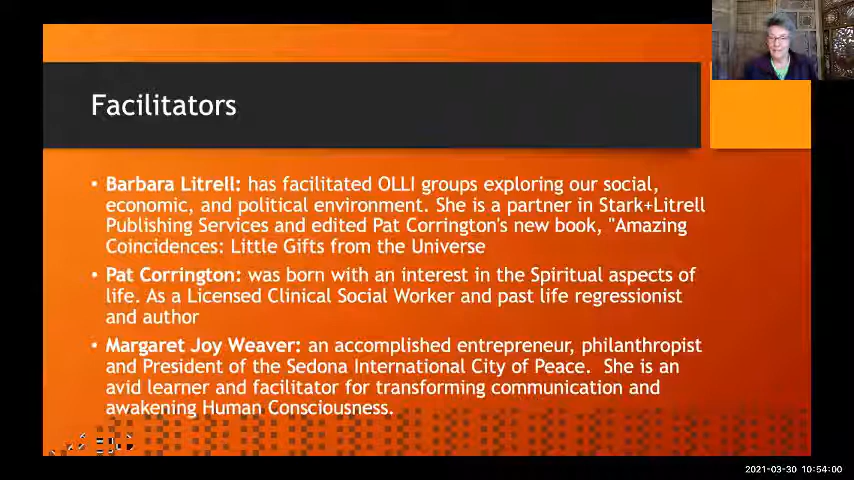 Facilitators
• Barbara Litrell: has facilitated OLLI groups exploring our social,
economic, and political environment. She is a partner in Stark+Litrell
Publishing Services and edited Pat Corrington's new book, "Amazing
Coincidences: Little Gifts from the Universe
• Pat Corrington: was born with an interest in the Spiritual aspects of
life. As a Licensed Clinical Social Worker and past life regressionist
and author
• Margaret Joy Weaver: an accomplished entrepreneur, philanthropist
and President of the Sedona International City of Peace.  She is an
avid learner and facilitator for transforming communication and
awakening Human Consciousness.
2021-03-30 10:54:00